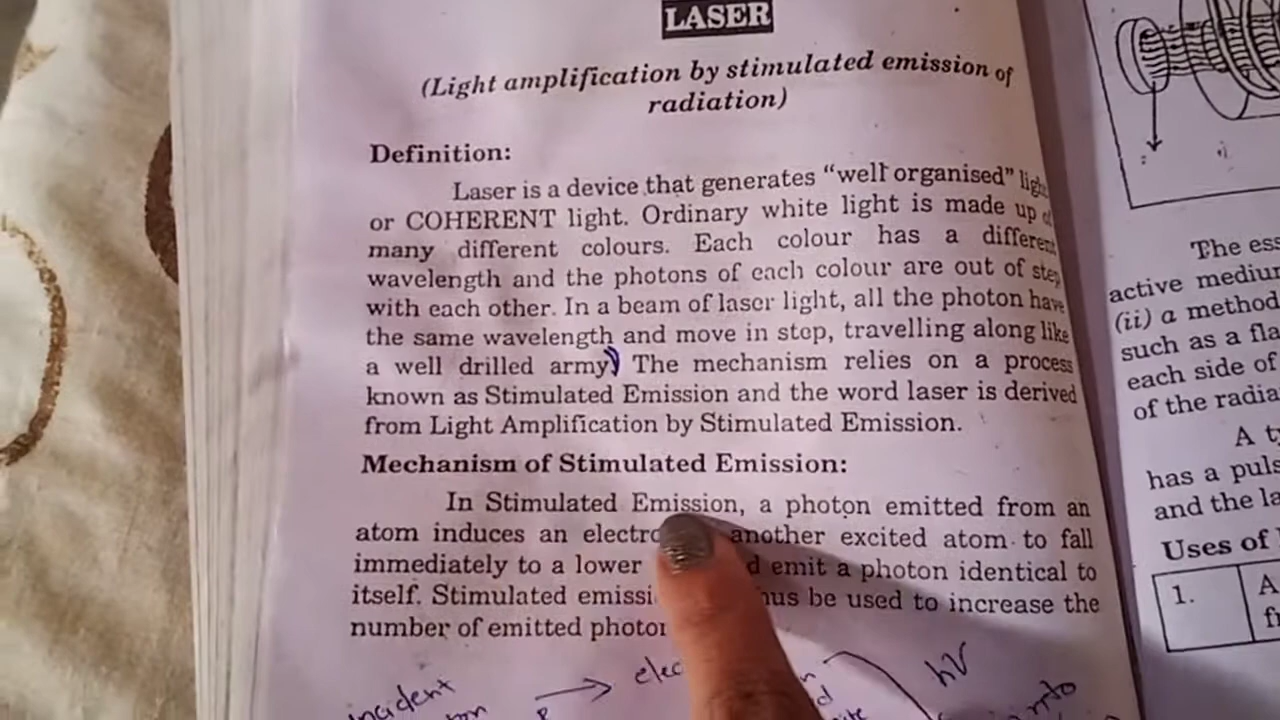 LASER
(Light amplification by stimulated emission of
radiation)
Definition:
Laser is a device that generates "well organised"
or COHERENT light. Ordinary white light is made up
many different colours. Each colour has a different
wavelength and the photons of each colour are out of step
with each other. In a beam of laser light, all the photon have
the same wavelength and move in step, travelling along like
a well drilled army) The mechanism relies on a process
known as Stimulated Emission and the word laser is derived
from Light Amplification by Stimulated Emission.
Mechanism of Stimulated Emission:
In Stimulated Emission, a photon emitted from an
atom induces an another excited atom to fall
immediately to a lower emit a photon identical to
itself. Stimulated be used to increase the
number of emitted
hν
The
active
(ii) a method
such as a
each side of
of the
A
has a
and the
Uses of
1.
A